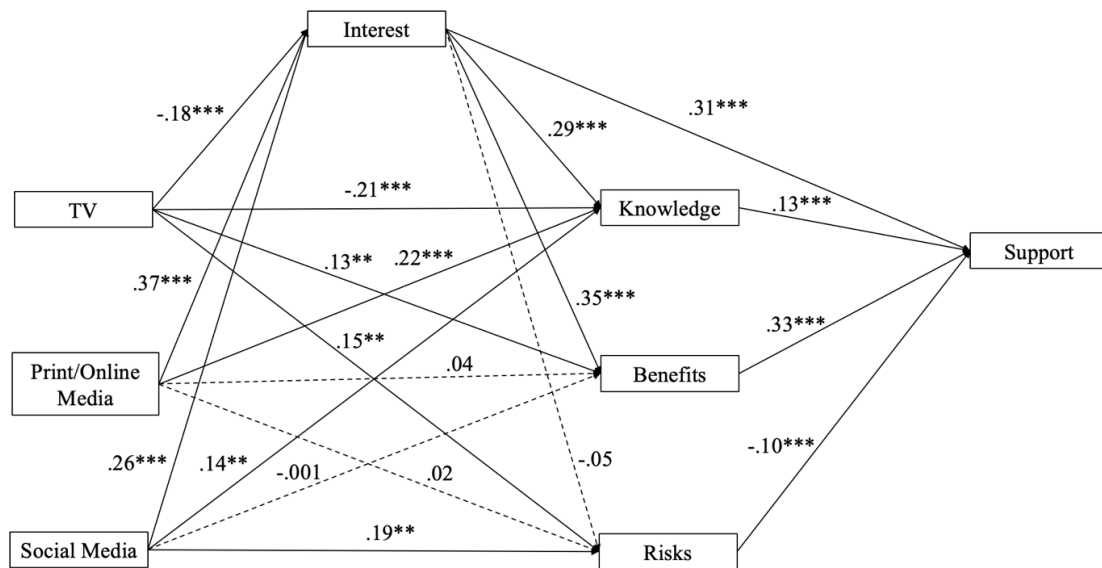 Interest
-.18***
.31***
.29***
TV
-.21***
Knowledge
.13***
Support
.37***
.13**
.22***
.35***
.15**
.33***
Print/Online
Media
.04
Benefits
.26***
.14**
-.001
.02
-.05
-.10***
Social Media
.19**
Risks